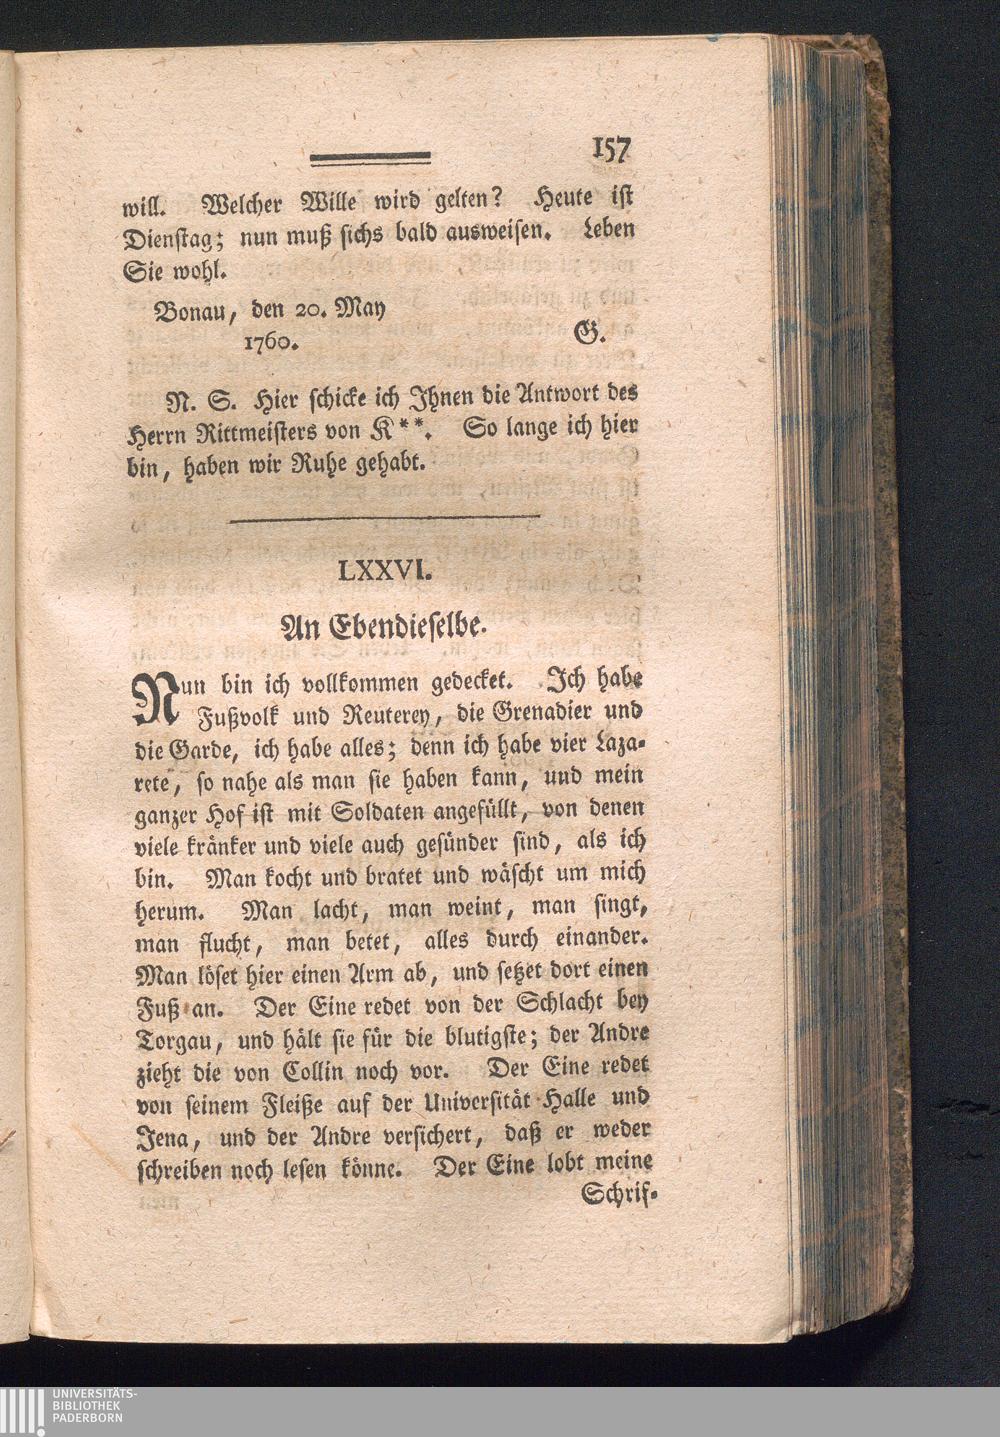 157
will. Welcher Wille wird gelten? Heute ist
Dienstag; nun muß sichs bald ausweisen. Leben
Sie wohl.
Bonau, den 20. May
1760. G.
N. S. Hier schicke ich Ihnen die Antwort des
Herrn Rittmeisters von K**. So lange ich hier
bin, haben wir Ruhe gehabt.
LXXVI.
An Ebendieselbe.
Nun bin ich vollkommen gedecket. Ich habe
Fußvolk und Reuterey, die Grenadier und
die Garde, ich habe alles; denn ich habe vier Laza-
rete, so nahe als man sie haben kann, und mein
ganzer Hof ist mit Soldaten angefüllt, von denen
viele kränker und viele auch gesünder sind, als ich
bin. Man kocht und bratet und wäscht um mich
herum. Man lacht, man weint, man singt,
man flucht, man betet, alles durch einander.
Man löset hier einen Arm ab, und setzet dort einen
Fuß an. Der Eine redet von der Schlacht bey
Torgau, und hält sie für die blutigste; der Andre
zieht die von Collin noch vor. Der Eine redet
von seinem Fleiße auf der Universität Halle und
Jena, und der Andre versichert, daß er weder
schreiben noch lesen könne. Der Eine lobt meine
Schrif-
UNIVERSITÄTS-
BIBLIOTHEK
PADERBORN